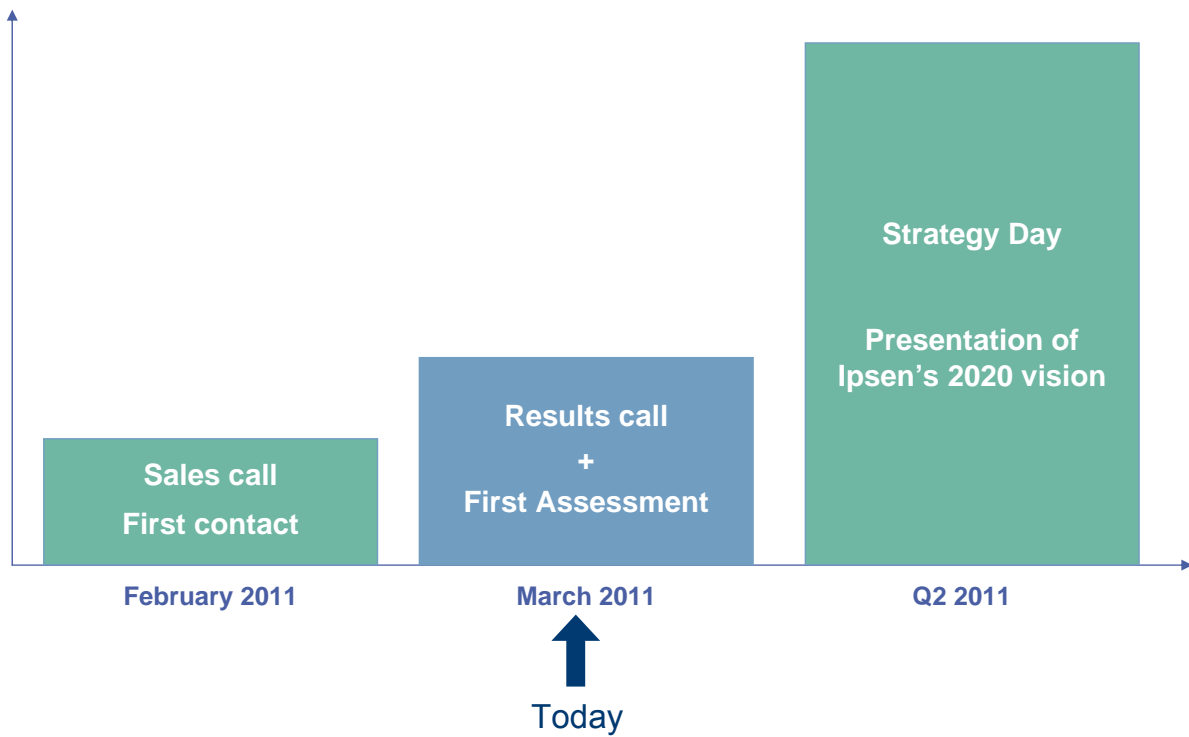 Sales call
First contact
Results call
+
First Assessment
Strategy Day
Presentation of
Ipsen’s 2020 vision
February 2011
March 2011
Q2 2011
Today